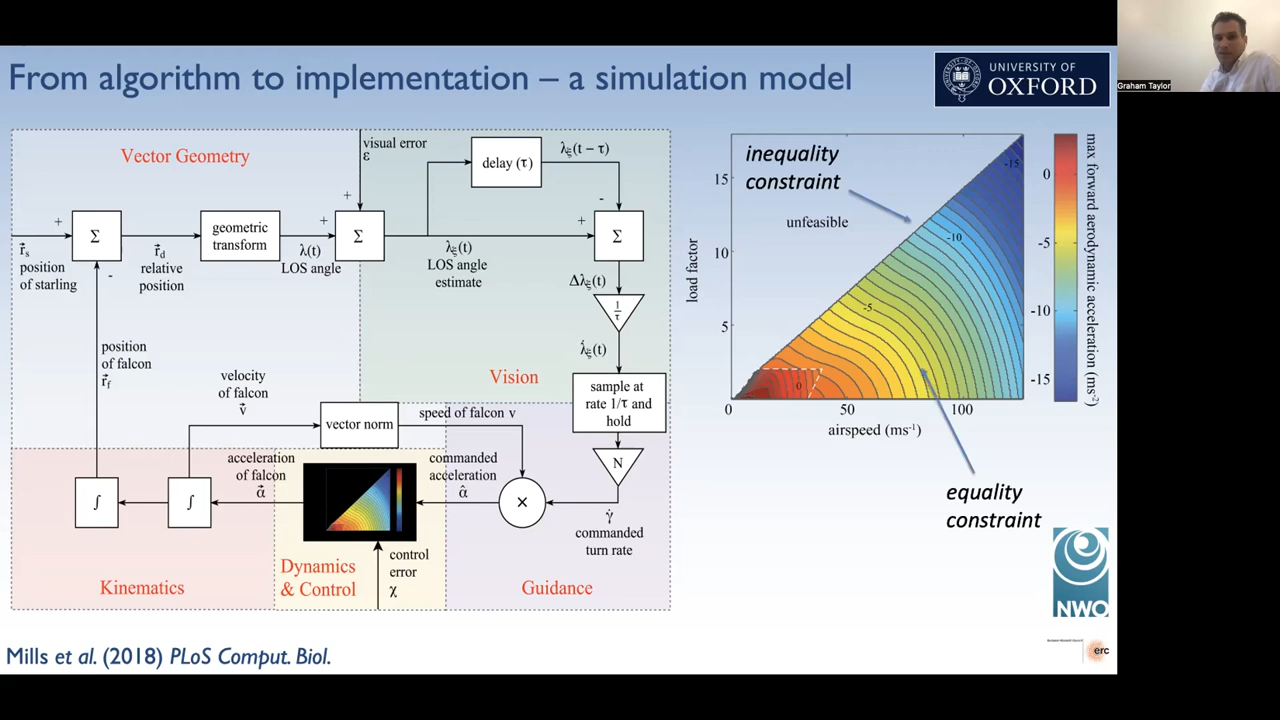 From algorithm to implementation – a simulation model
UNIVERSITY OF
OXFORD
Graham Taylor
Vector Geometry
visual error
ε
delay (τ)
λξ(t − τ)
+
-
+
Σ
geometric
transform
+
λ(t)
LOS angle
Σ
λξ(t)
LOS angle
estimate
+
Σ
r⃗s
position
of starling
-
r⃗d
relative
position
Δλξ(t)
1
τ
λ̇ξ(t)
position
of falcon
r⃗f
Vision
sample at
rate 1/τ and
hold
velocity
of falcon
v⃗
vector norm
speed of falcon v
N
acceleration
of falcon
α⃗
commanded
acceleration
α̂
∫
∫
×
γ̇
commanded
turn rate
control
error
χ
Kinematics
Dynamics
& Control
Guidance
inequality
constraint
unfeasible
load factor
15
10
5
0
50
100
airspeed (ms-1)
-15
-10
-5
0
0
-5
-10
-15
max forward aerodynamic acceleration (ms-2)
equality
constraint
NWO
erc
Mills et al. (2018) PLoS Comput. Biol.